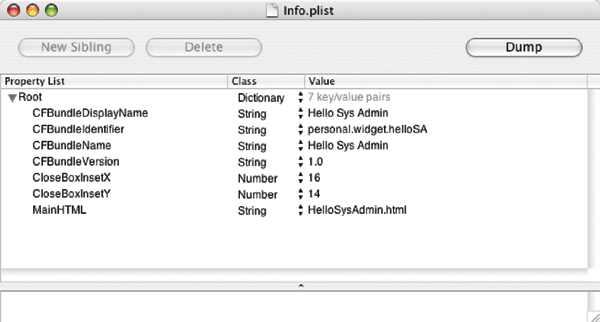 Info.plist
New Sibling Delete Dump
Property List Class Value
Root Dictionary 7 key/value pairs
CFBundleDisplayName String Hello Sys Admin
CFBundleIdentifier String personal.widget.helloSA
CFBundleName String Hello Sys Admin
CFBundleVersion String 1.0
CloseBoxInsetX Number 16
CloseBoxInsetY Number 14
MainHTML String HelloSysAdmin.html